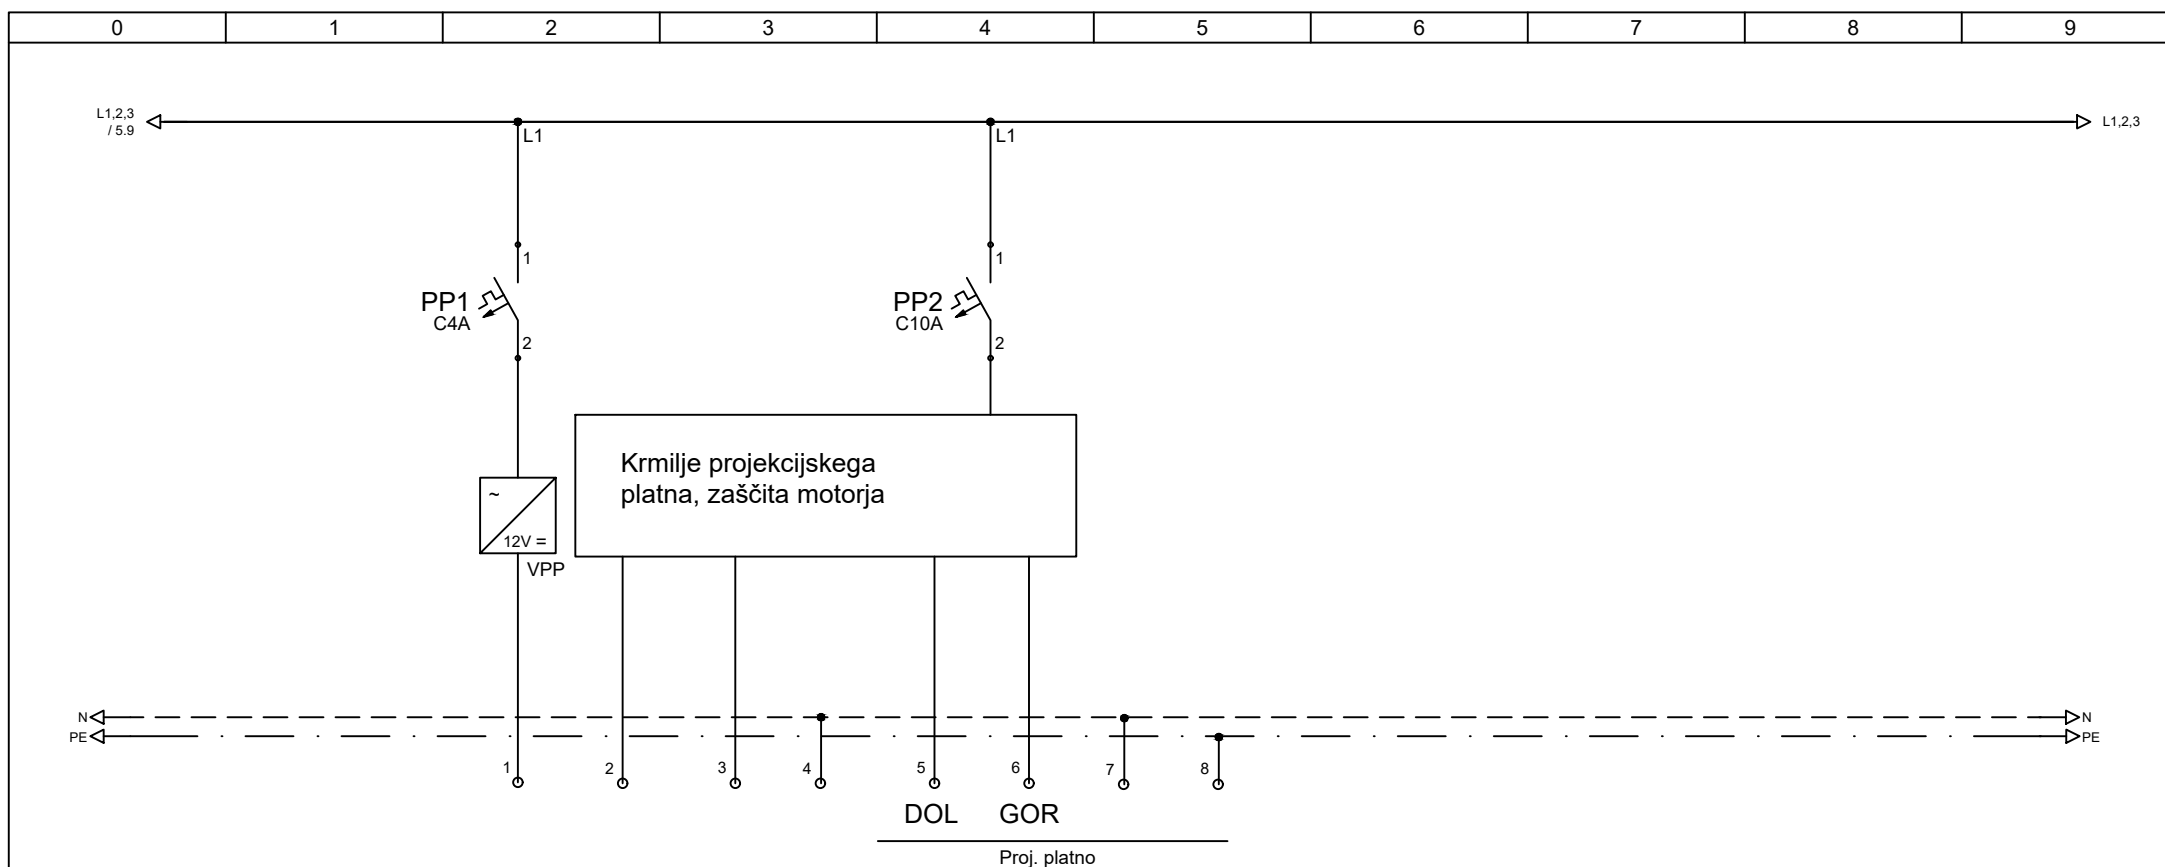 0 1 2 3 4 5 6 7 8 9
L1,2,3
/ 5.9
L1,2,3
L1 L1
1 1
PP1 PP2
C4A C10A
2 2
Krmilje projekcijskega
platna, zaščita motorja
~
12V =
VPP
N N
PE PE
1 2 3 4 5 6 7 8
DOL GOR
Proj. platno